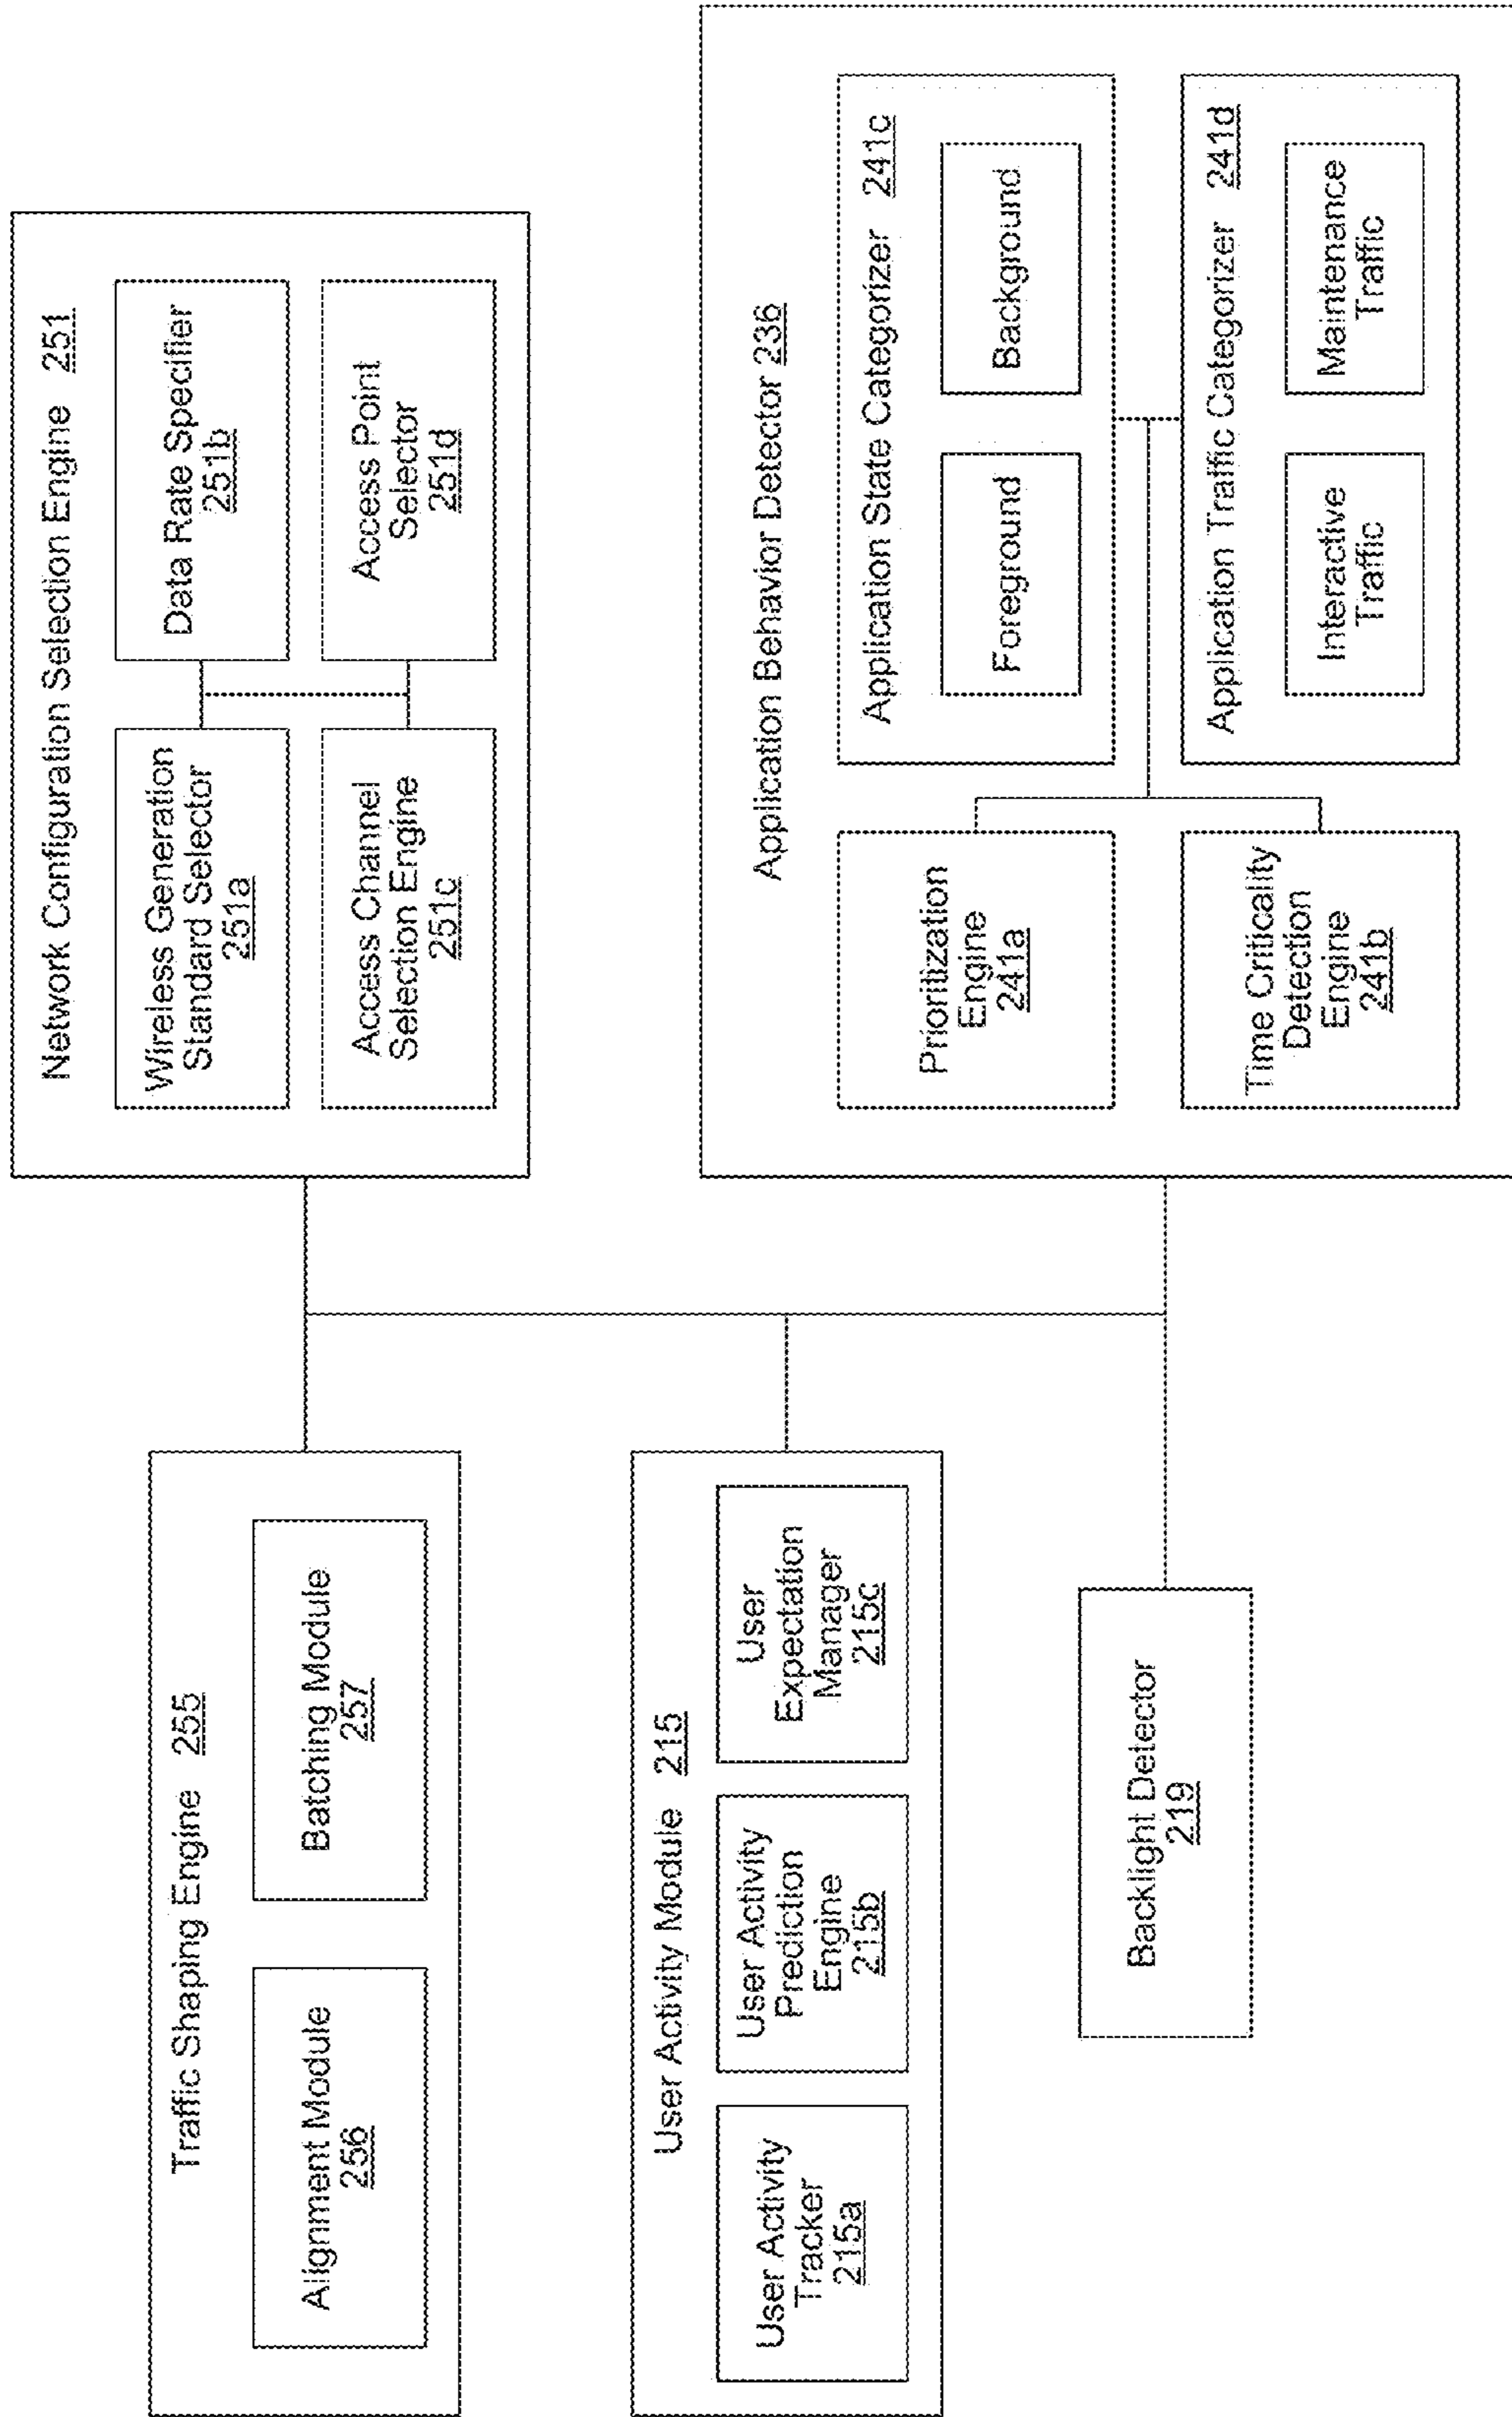 Traffic Shaping Engine 255
Alignment Module
256
Batching Module
257
User Activity Module 215
User Activity
Tracker
215a
User Activity
Prediction
Engine
215b
User
Expectation
Manager
215c
Backlight Detector
219
Network Configuration Selection Engine 251
Wireless Generation
Standard Selector
251a
Data Rate Specifier
251b
Access Channel
Selection Engine
251c
Access Point
Selector
251d
Application Behavior Detector 236
Prioritization
Engine
241a
Time Criticality
Detection
Engine
241b
Application State Categorizer 241c
Foreground
Background
Application Traffic Categorizer 241d
Interactive
Traffic
Maintenance
Traffic